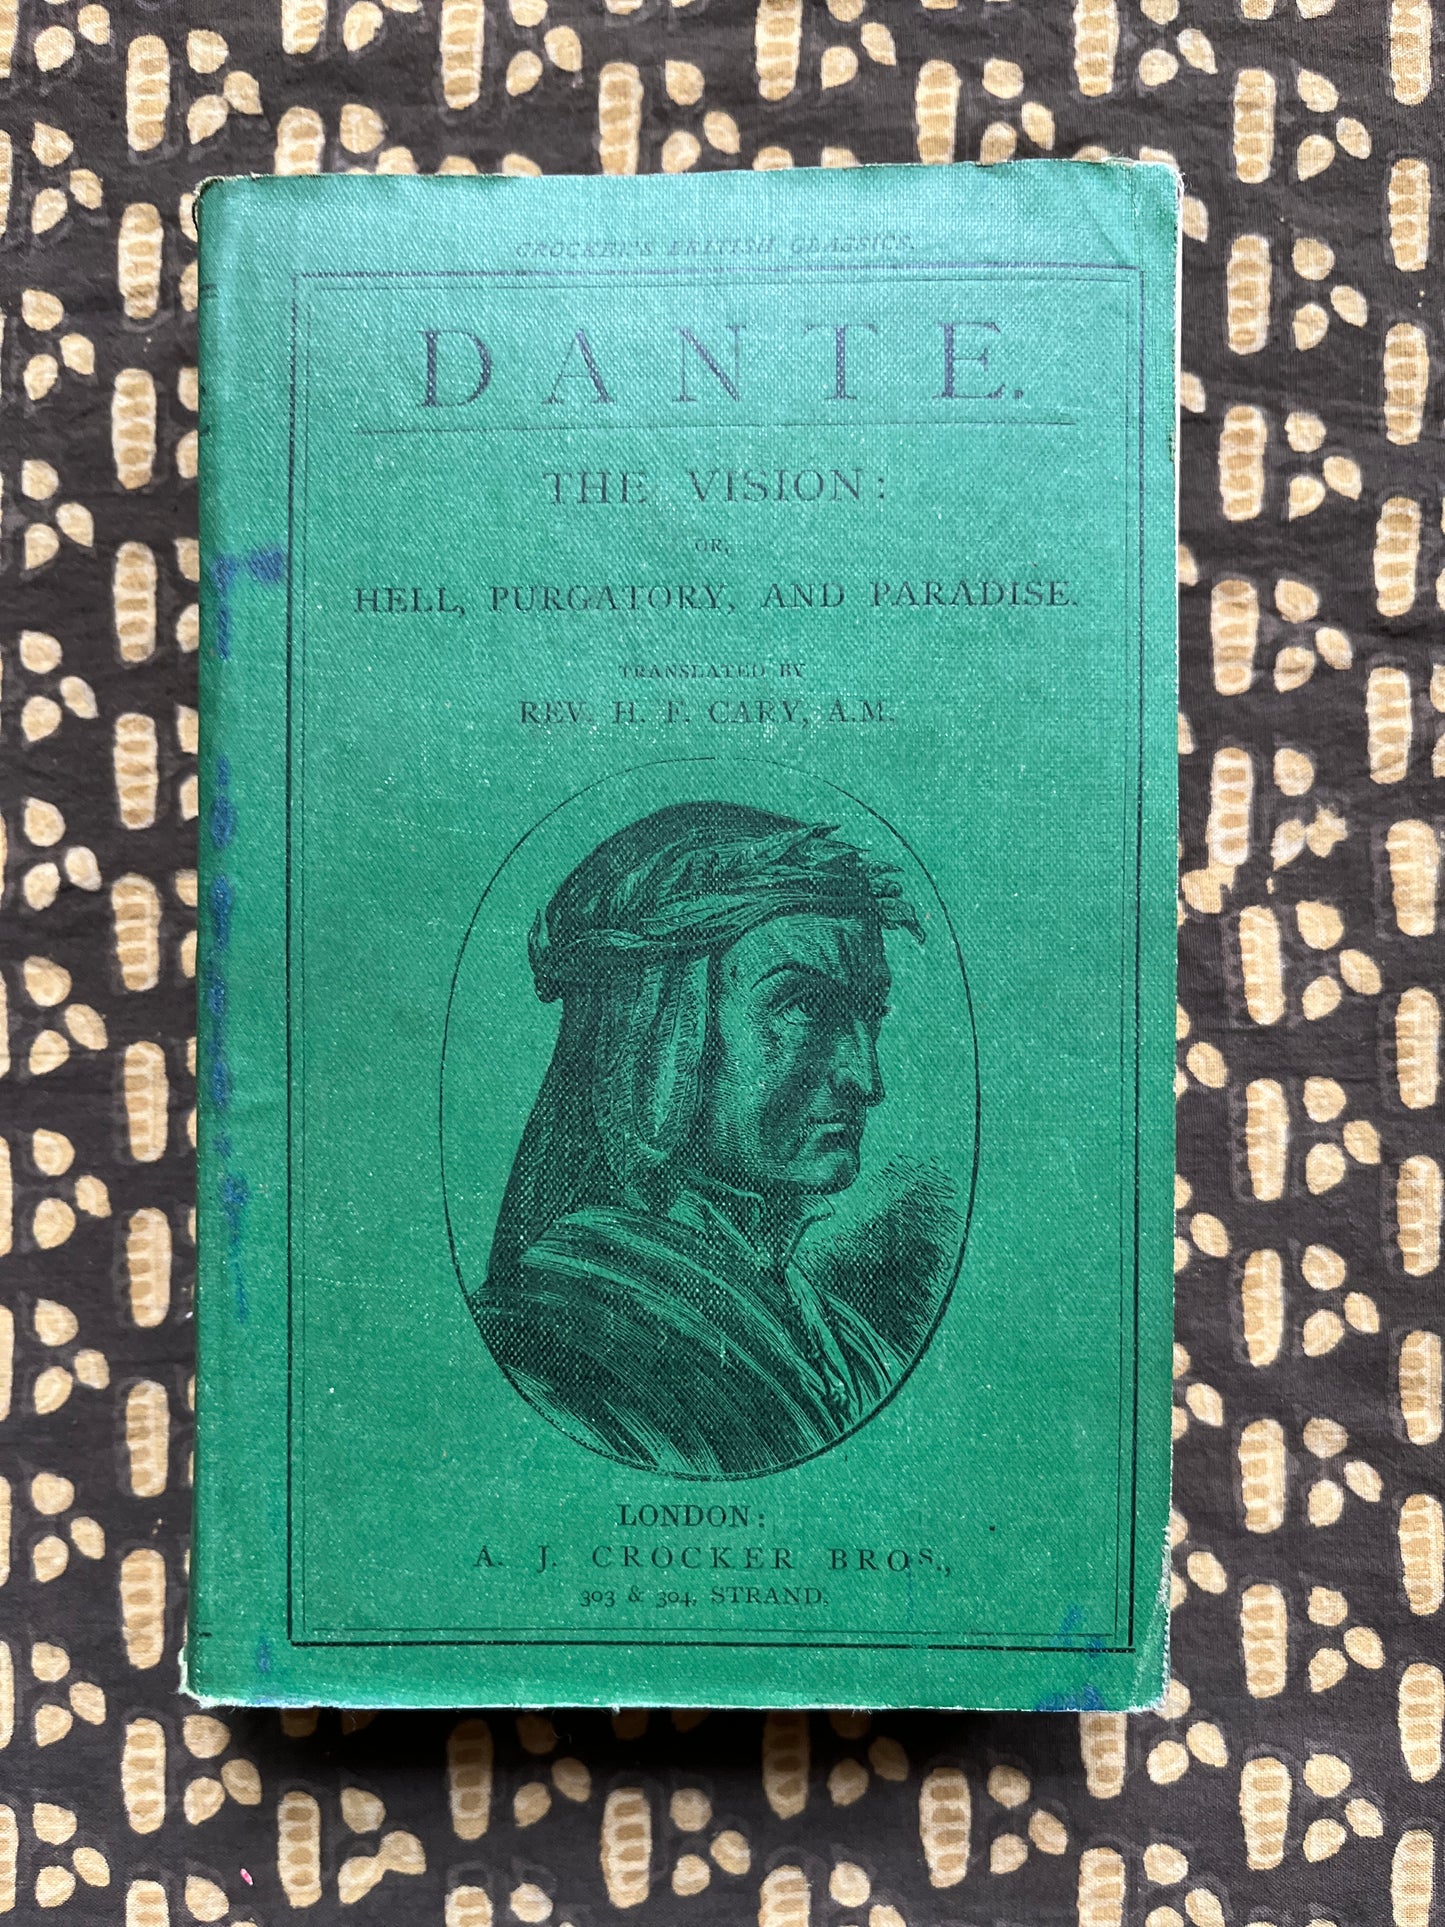 CROCKER'S BRITISH CLASSICS.
DANTE.
THE VISION:
OR,
HELL, PURGATORY, AND PARADISE.
TRANSLATED BY
REV. H. F. CARY, A.M.
LONDON:
A. J. CROCKER BROS.,
303 & 304, STRAND.